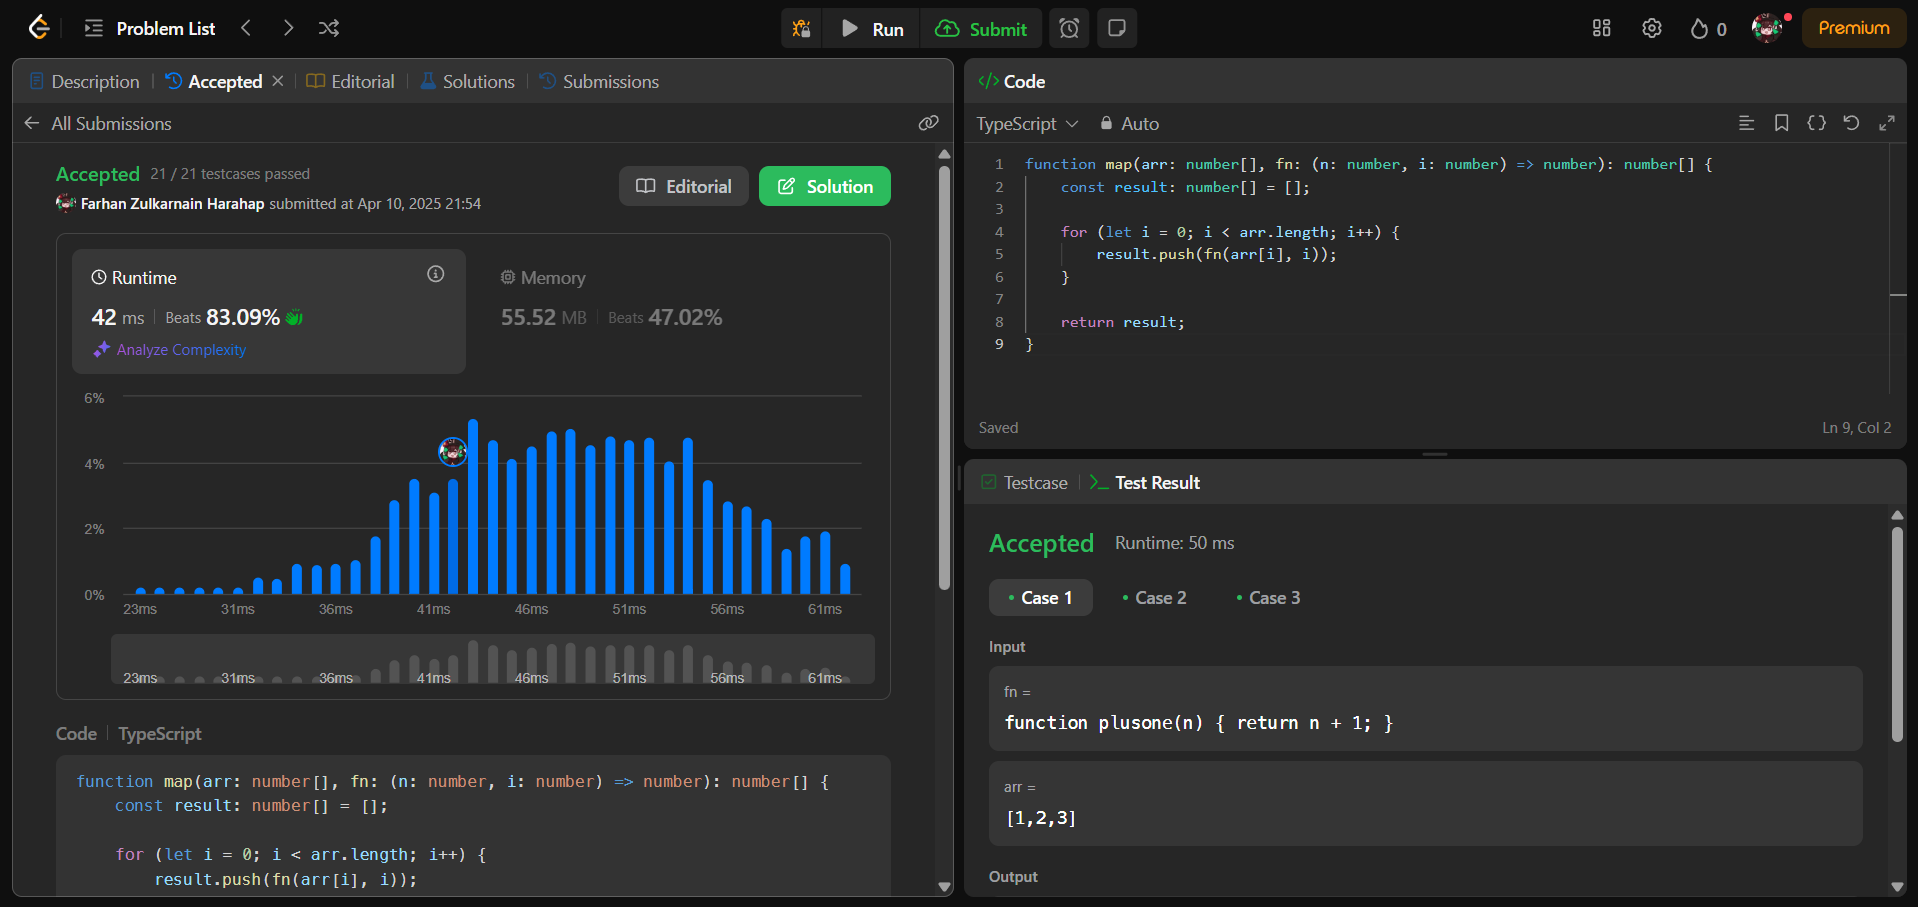 Problem List
Run
Submit
0
Premium
Description
Accepted
Editorial
Solutions
Submissions
All Submissions
Accepted 21 / 21 testcases passed
Farhan Zulkarnain Harahap submitted at Apr 10, 2025 21:54
Editorial
Solution
Runtime
42 ms Beats 83.09%
Analyze Complexity
Memory
55.52 MB Beats 47.02%
6%
4%
2%
0%
23ms 31ms 36ms 41ms 46ms 51ms 56ms 61ms
23ms 31ms 36ms 41ms 46ms 51ms 56ms 61ms
Code TypeScript
function map(arr: number[], fn: (n: number, i: number) => number): number[] {
const result: number[] = [];
for (let i = 0; i < arr.length; i++) {
result.push(fn(arr[i], i));
</> Code
TypeScript Auto
1 function map(arr: number[], fn: (n: number, i: number) => number): number[] {
2 const result: number[] = [];
3
4 for (let i = 0; i < arr.length; i++) {
5 result.push(fn(arr[i], i));
6 }
7
8 return result;
9 }
Saved
Ln 9, Col 2
Testcase
Test Result
Accepted Runtime: 50 ms
Case 1
Case 2
Case 3
Input
fn =
function plusone(n) { return n + 1; }
arr =
[1,2,3]
Output